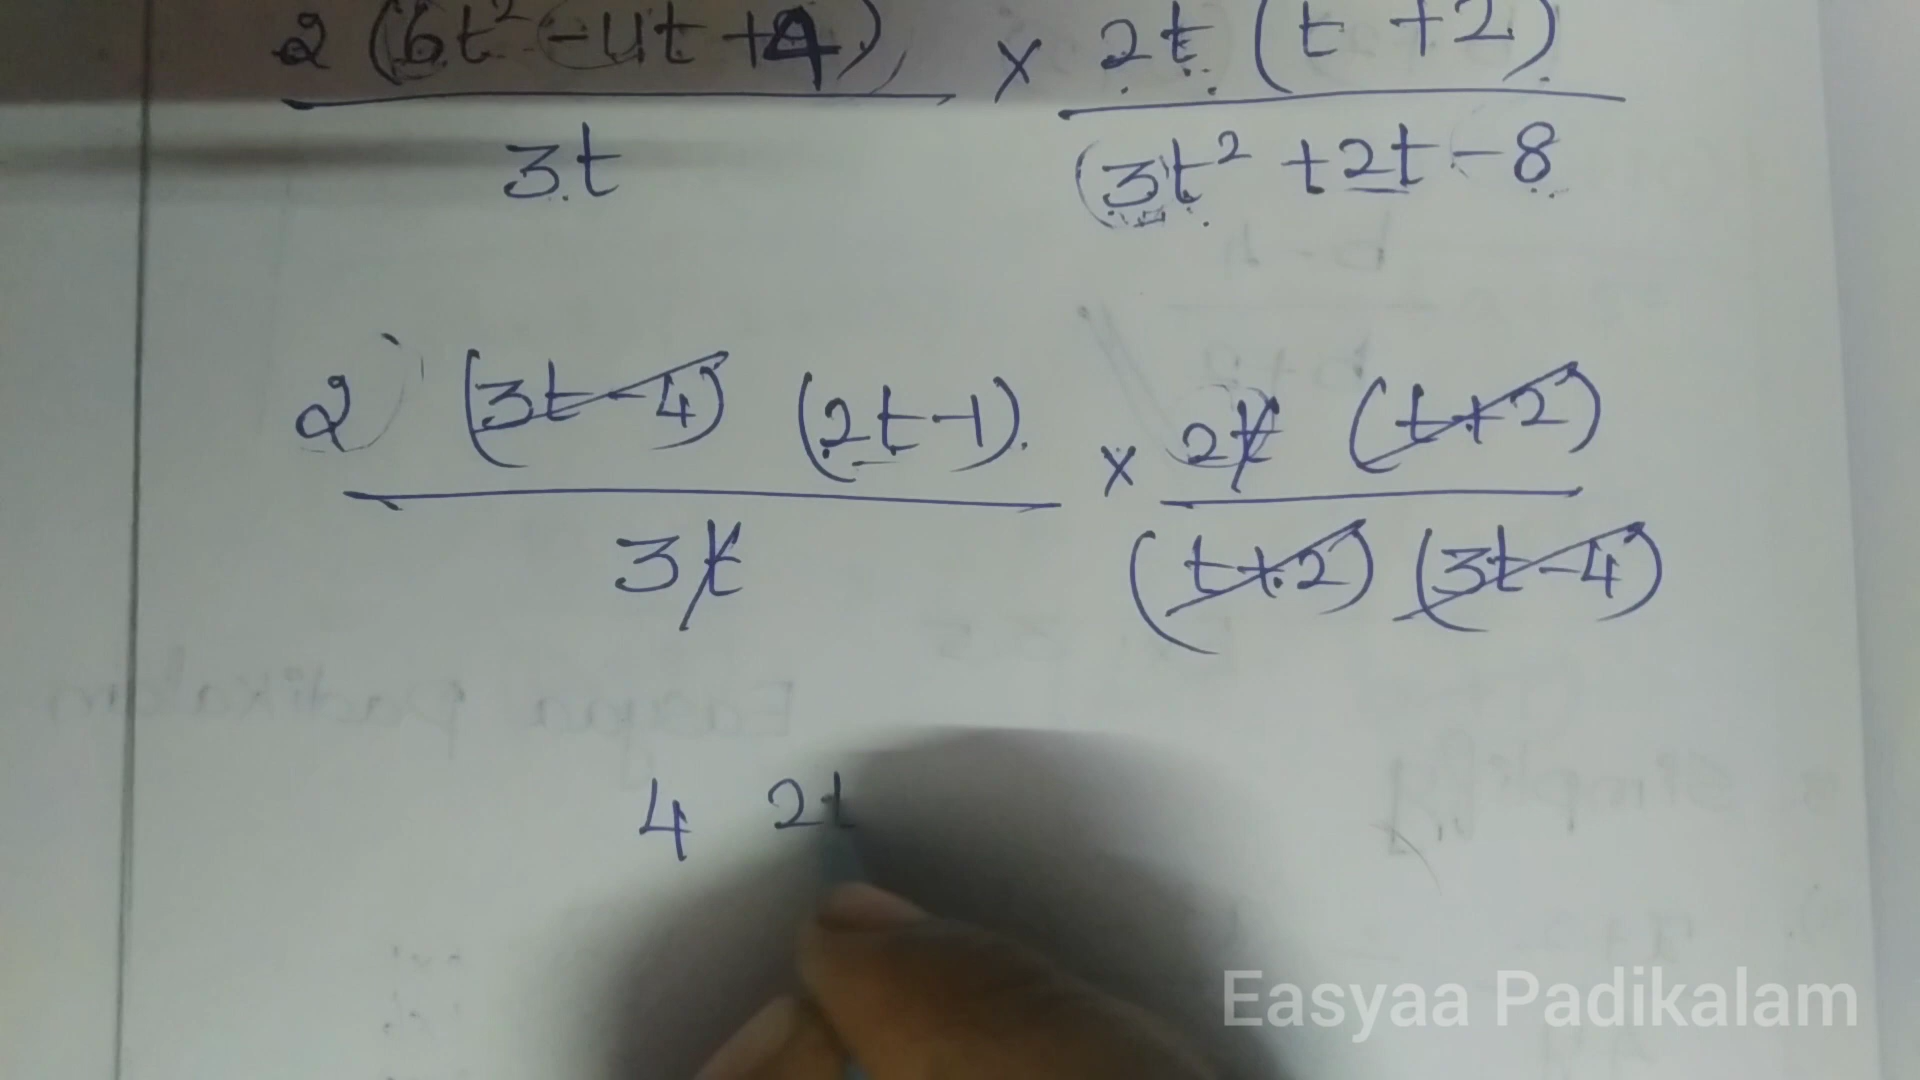 2 (6t² - 11t + 4) × 2t (t + 2)
3t (3t² + 2t - 8
2 (3t - 4) (2t - 1) × 2t (t + 2)
3t (t + 2) (3t - 4)
4 2t
Easyaa Padikalam